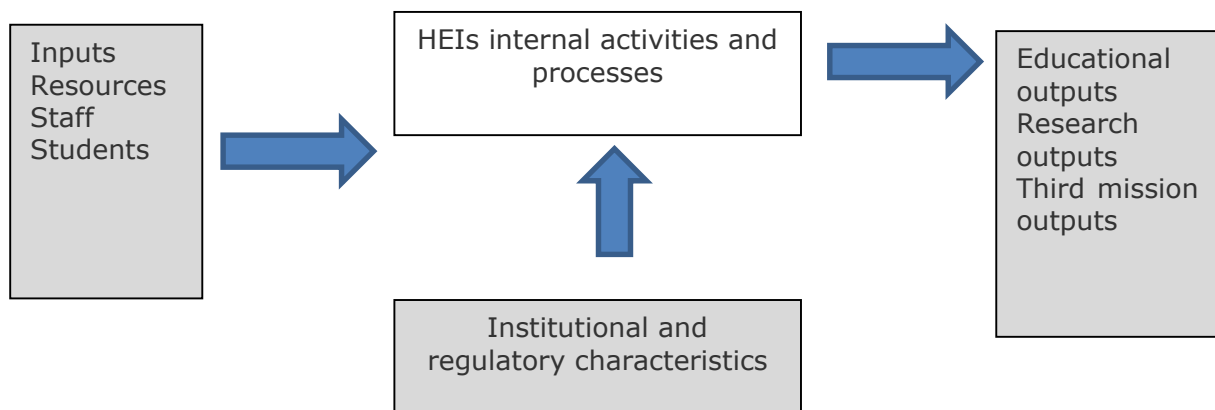 Inputs
Resources
Staff
Students
HEIs internal activities and
processes
Institutional and
regulatory characteristics
Educational
outputs
Research
outputs
Third mission
outputs